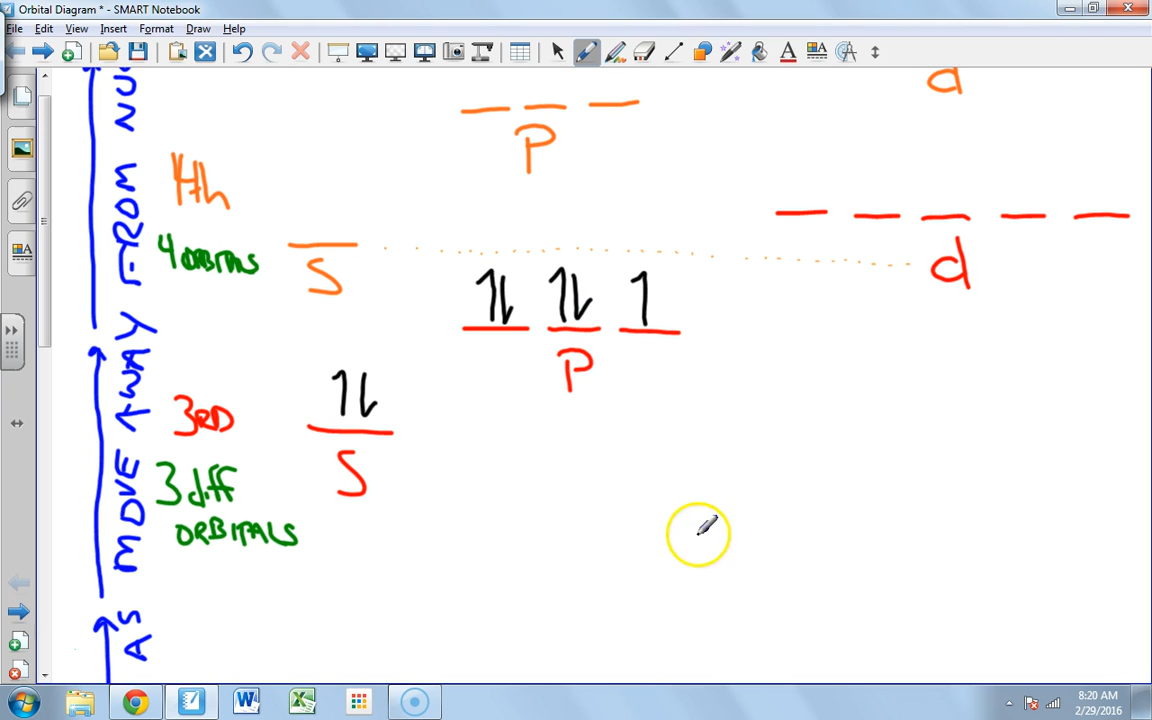 Orbital Diagram * - SMART Notebook
File Edit View Insert Format Draw Help
d
P
4th
4 ORBITALS
S
d
P
3RD
S
3 diff
ORBITALS
AS MOVE AWAY FROM NU
8:20 AM
2/29/2016